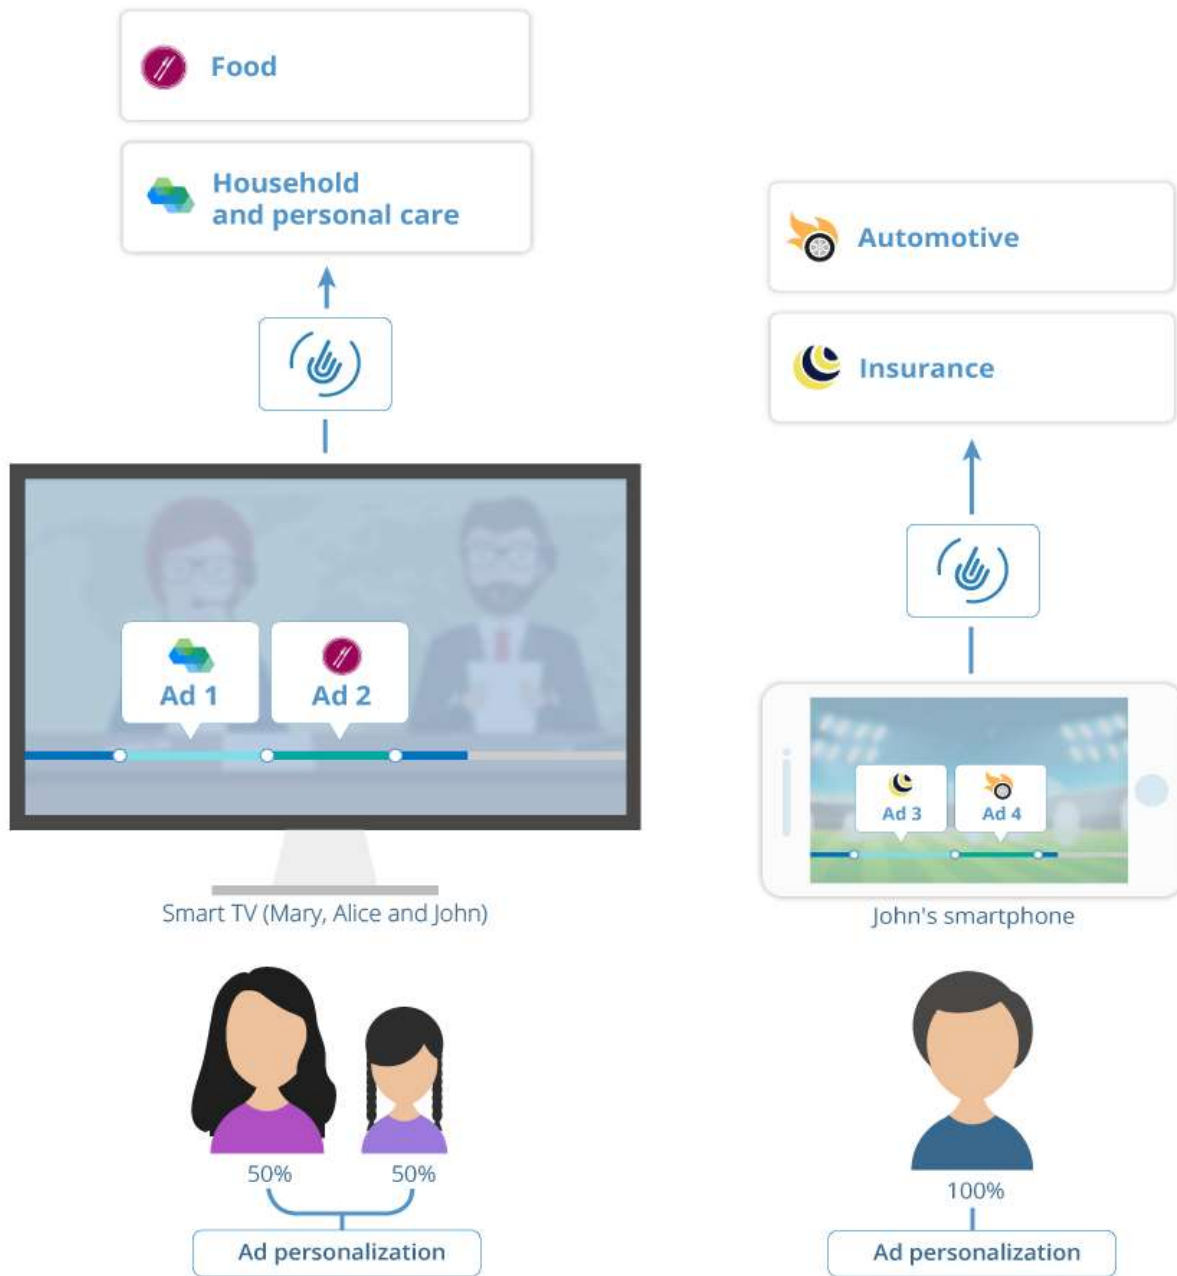 Food
Household
and personal care
Automotive
Insurance
Ad 1
Ad 2
Ad 3
Ad 4
Smart TV (Mary, Alice and John)
John's smartphone
50%
50%
100%
Ad personalization
Ad personalization